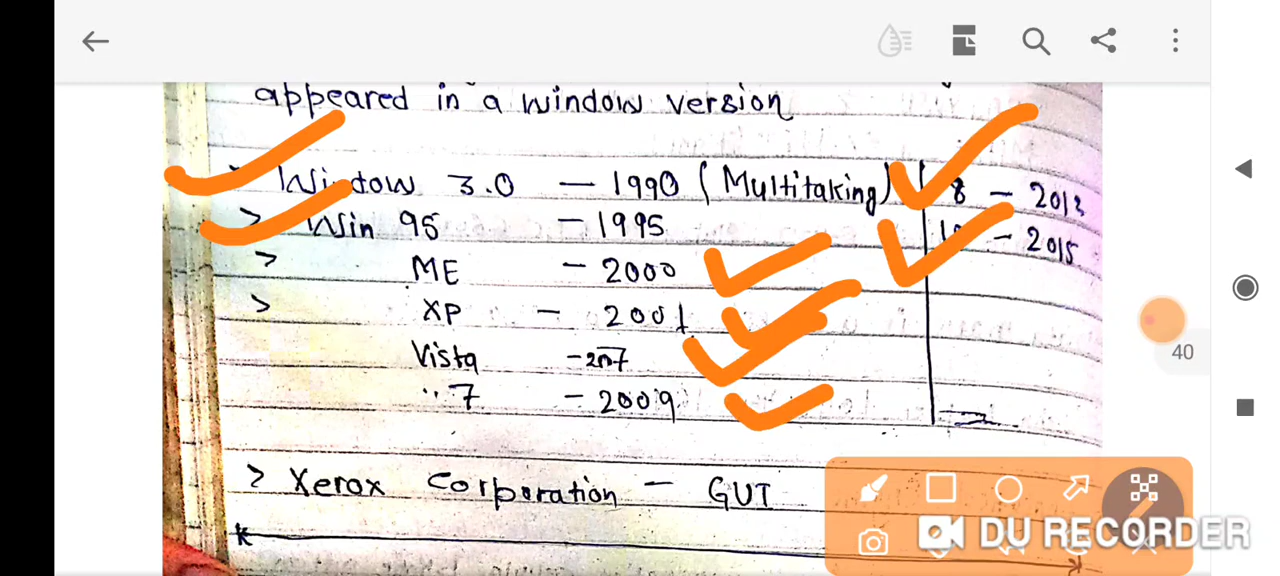 appeared in a window version
Window 3.0 — 1990 (Multitaking)
> Win 95 — 1995
> ME — 2000
> XP — 2001
Vista — 2007
" 7 — 2009
8 — 2012
10 — 2015
> Xerox Corporation — GUI
40
DU RECORDER